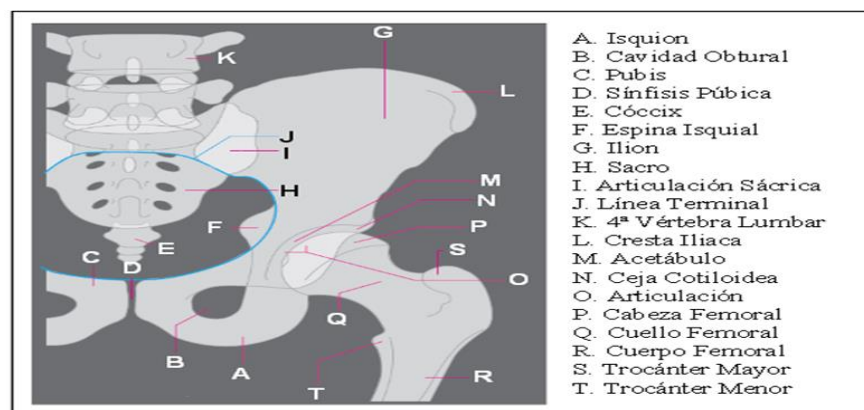 G
K
L
J
I
H
M
N
F
P
E
S
C
D
O
Q
B
A
T
R
A. Isquion
B. Cavidad Obtural
C. Pubis
D. Sínfisis Púbica
E. Cóccix
F. Espina Isquial
G. Ilion
H. Sacro
I. Articulación Sácrica
J. Línea Terminal
K. 4ª Vértebra Lumbar
L. Cresta Iliaca
M. Acetábulo
N. Ceja Cotiloidea
O. Articulación
P. Cabeza Femoral
Q. Cuello Femoral
R. Cuerpo Femoral
S. Trocánter Mayor
T. Trocánter Menor